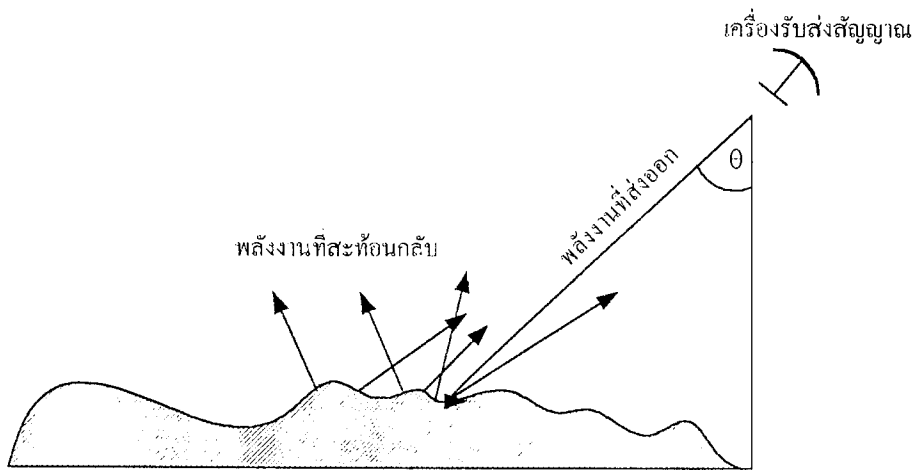 เครื่องรับส่งสัญญาณ
θ
พลังงานที่ส่งออก
พลังงานที่สะท้อนกลับ